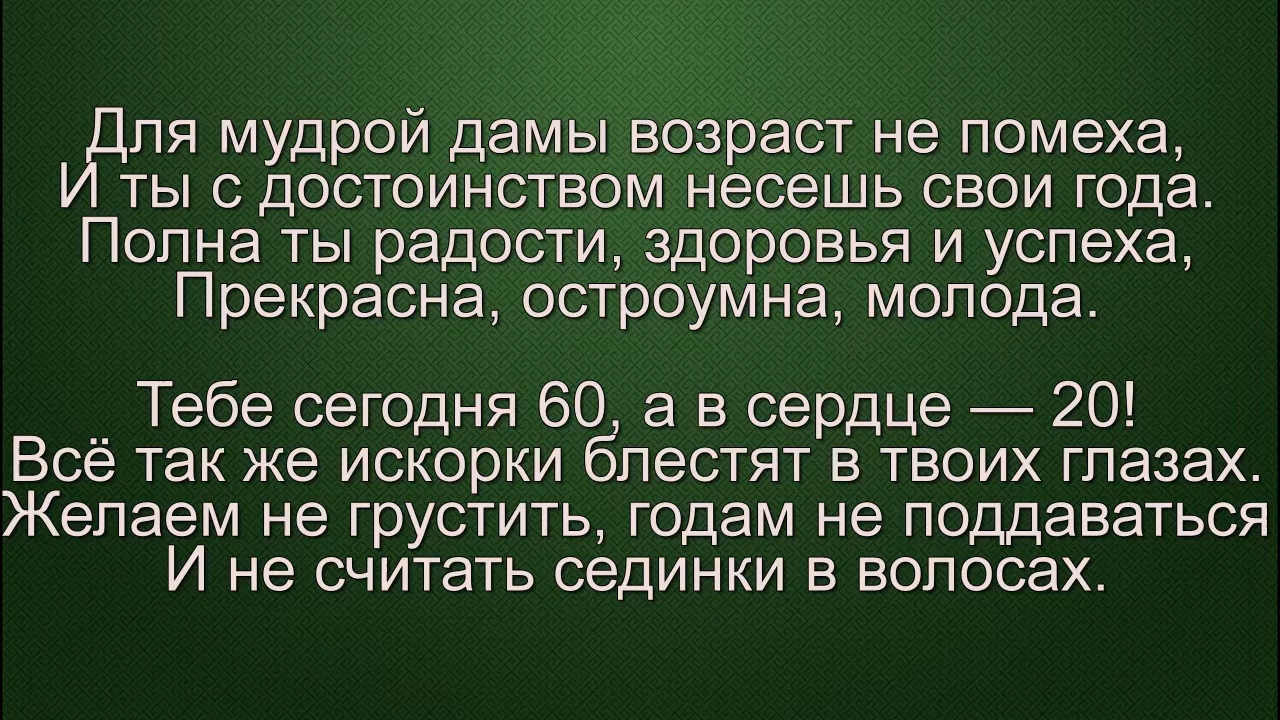 Для мудрой дамы возраст не помеха,
И ты с достоинством несешь свои года.
Полна ты радости, здоровья и успеха,
Прекрасна, остроумна, молода.
Тебе сегодня 60, а в сердце — 20!
Всё так же искорки блестят в твоих глазах.
Желаем не грустить, годам не поддаваться
И не считать сединки в волосах.